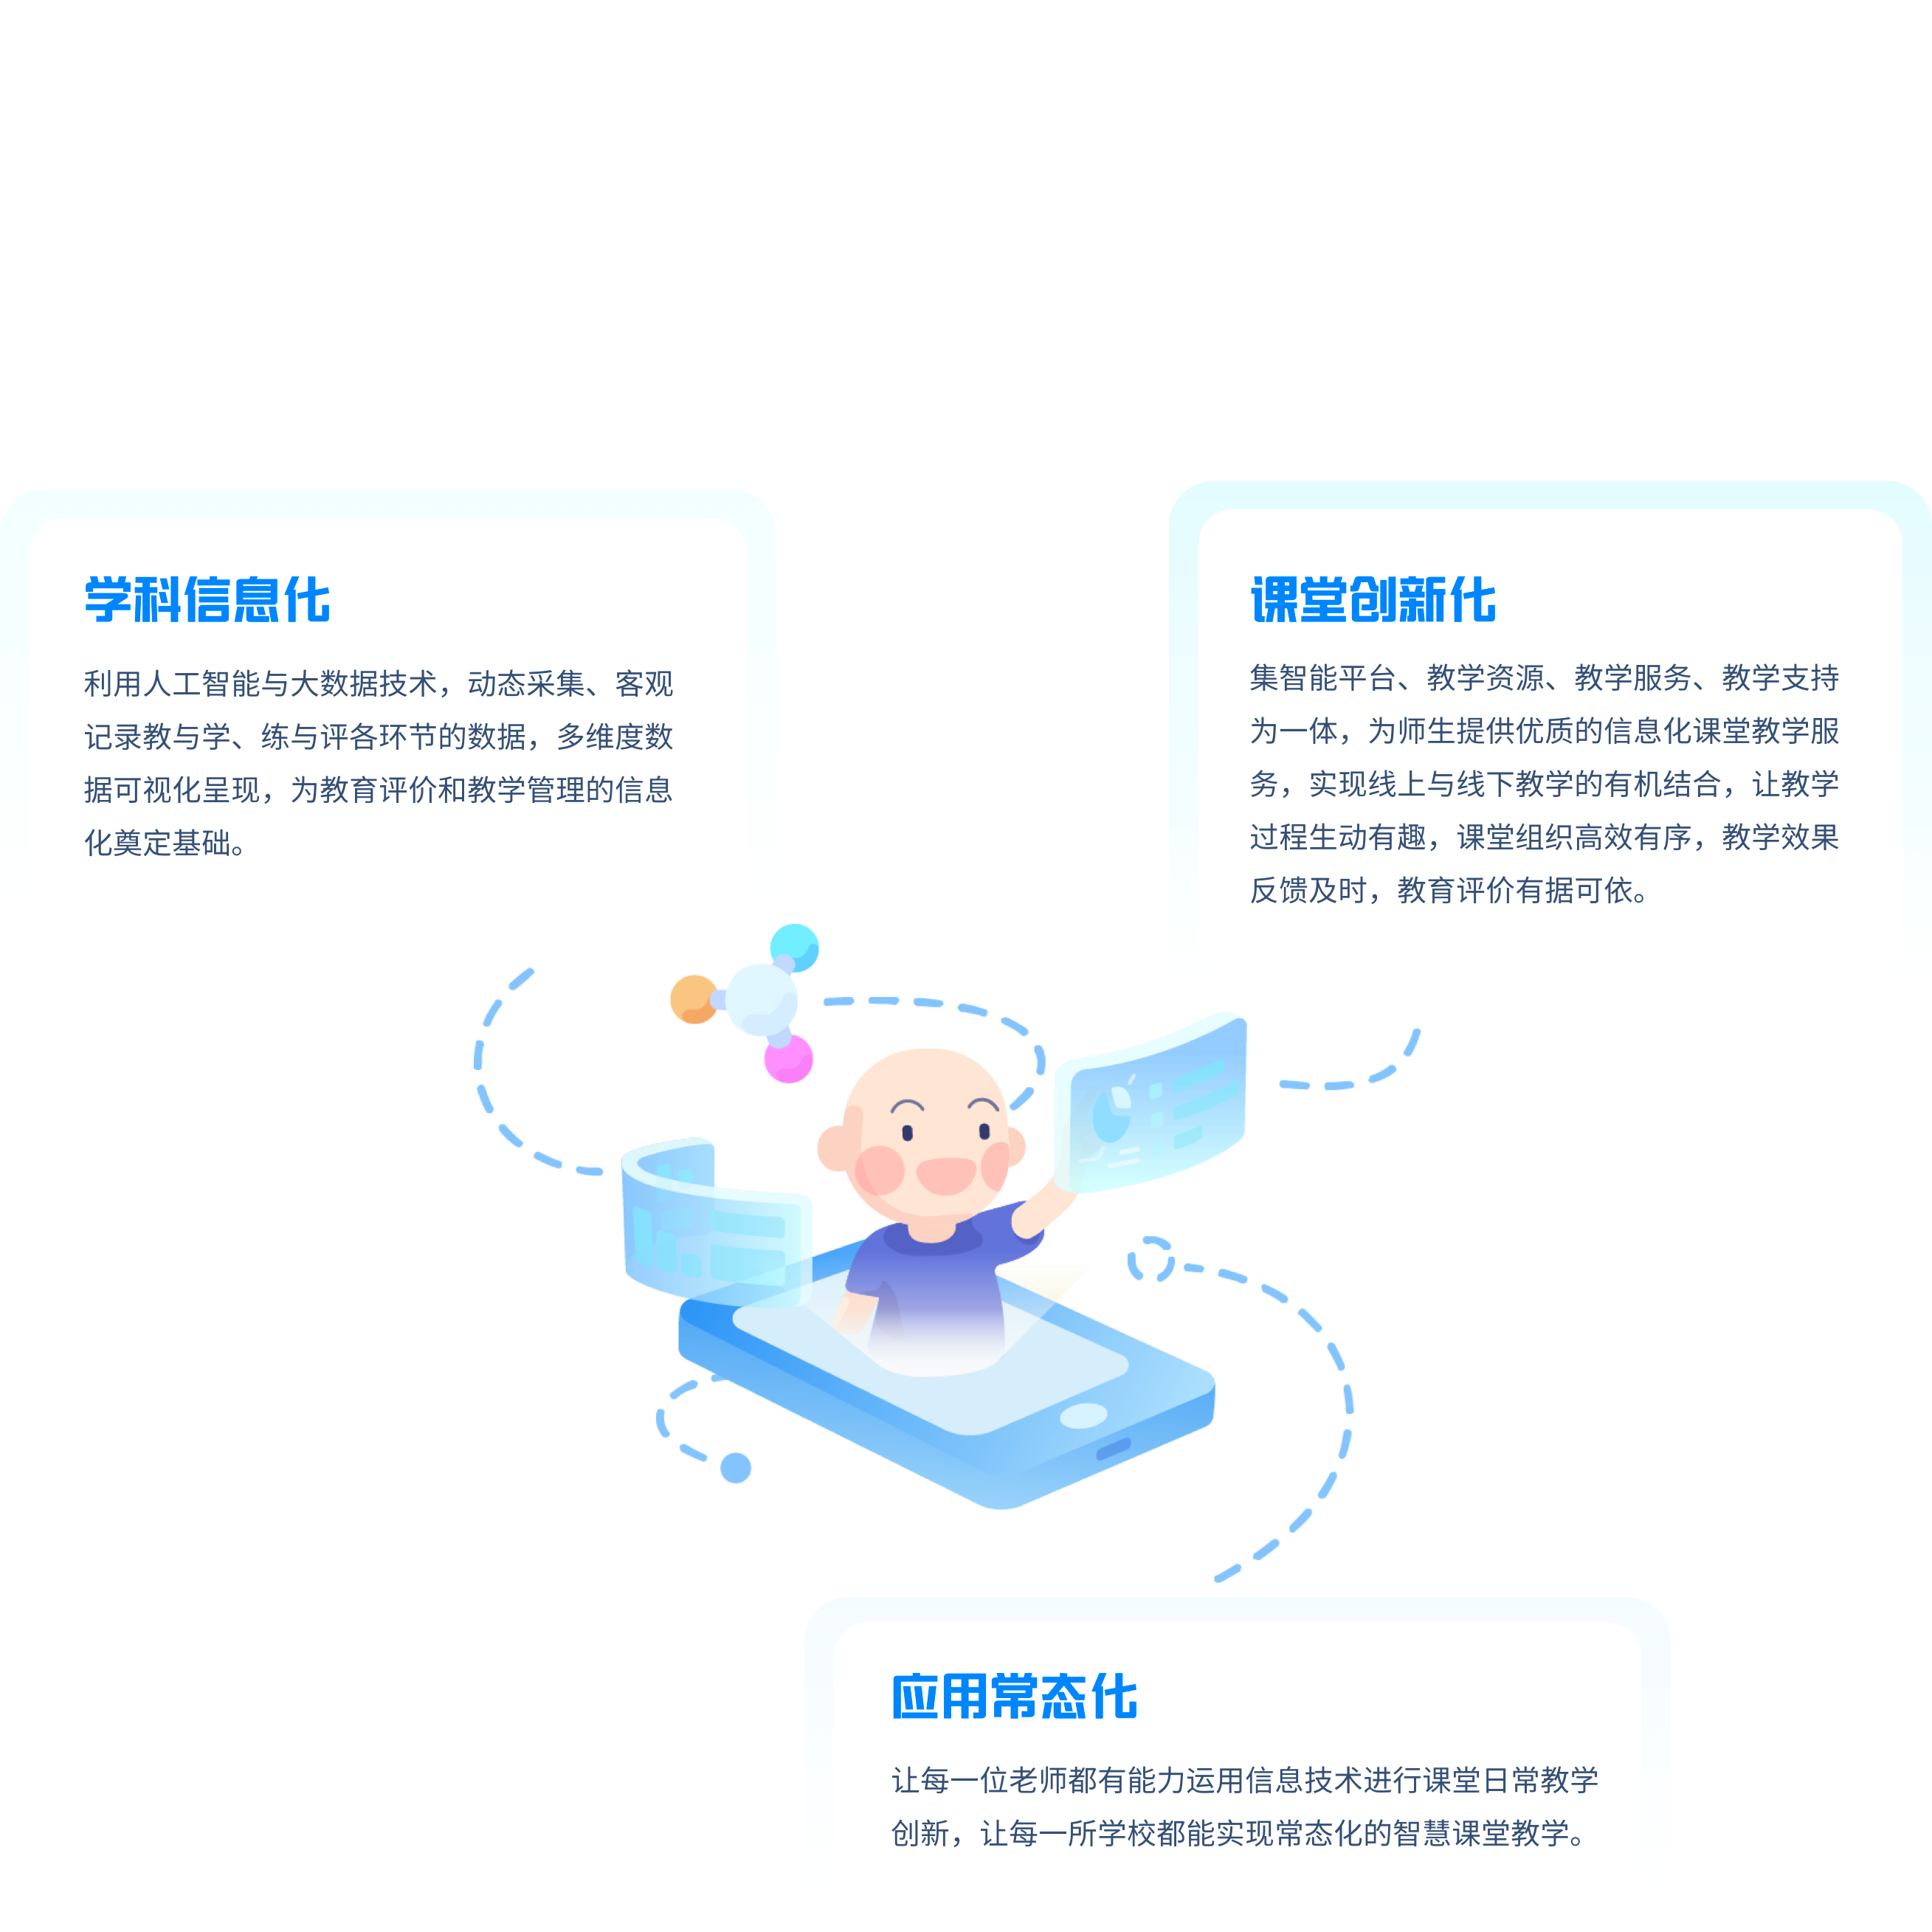 学科信息化
利用人工智能与大数据技术，动态采集、客观
记录教与学、练与评各环节的数据，多维度数
据可视化呈现，为教育评价和教学管理的信息
化奠定基础。
课堂创新化
集智能平台、教学资源、教学服务、教学支持
为一体，为师生提供优质的信息化课堂教学服
务，实现线上与线下教学的有机结合，让教学
过程生动有趣，课堂组织高效有序，教学效果
反馈及时，教育评价有据可依。
应用常态化
让每一位老师都有能力运用信息技术进行课堂日常教学
创新，让每一所学校都能实现常态化的智慧课堂教学。